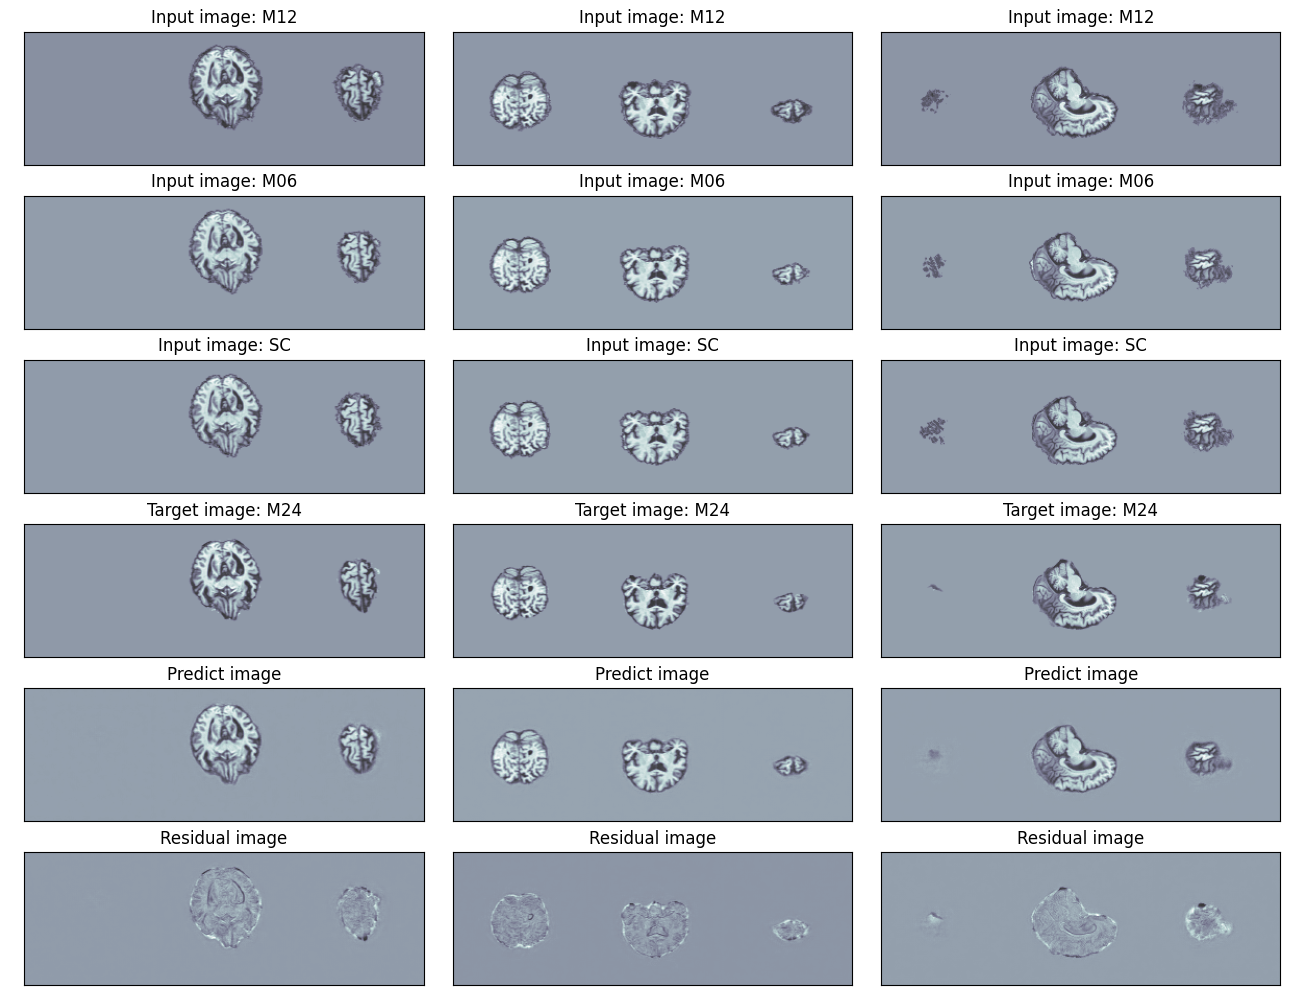 Input image: M12 Input image: M12 Input image: M12
Input image: M06 Input image: M06 Input image: M06
Input image: SC Input image: SC Input image: SC
Target image: M24 Target image: M24 Target image: M24
Predict image Predict image Predict image
Residual image Residual image Residual image